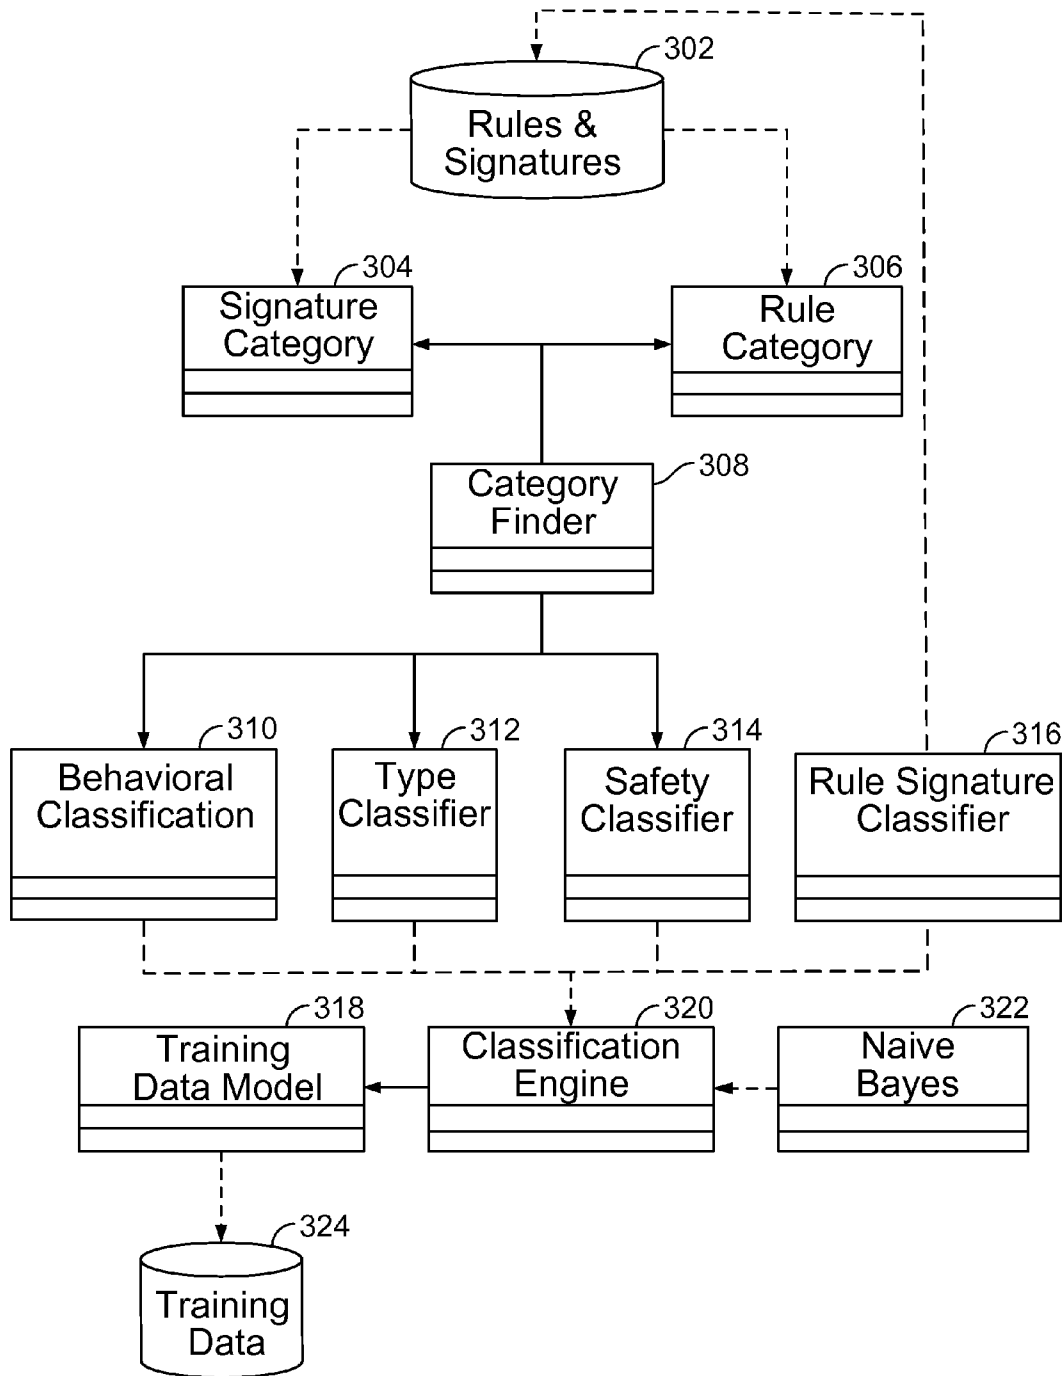 302
Rules &
Signatures
304
Signature
Category
306
Rule
Category
308
Category
Finder
310
Behavioral
Classification
312
Type
Classifier
314
Safety
Classifier
316
Rule Signature
Classifier
318
Training
Data Model
320
Classification
Engine
322
Naive
Bayes
324
Training
Data